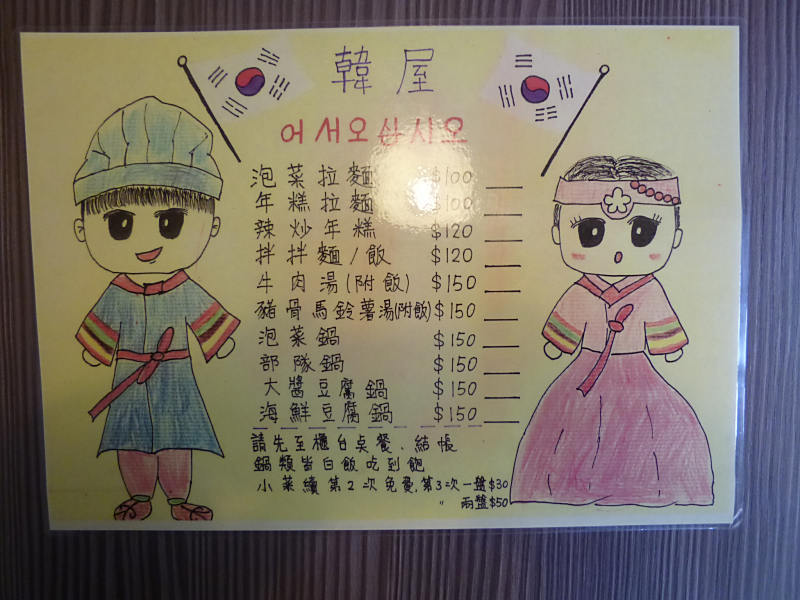 韓屋
어서오십시오
泡菜拉麵 $100
年糕拉麵 $100
辣炒年糕 $120
拌拌麵/飯 $120
牛肉湯(附飯) $150
豬骨馬鈴薯湯(附飯) $150
泡菜鍋 $150
部隊鍋 $150
大醬豆腐鍋 $150
海鮮豆腐鍋 $150
請先至櫃台桌餐、結帳
鍋類皆白飯吃到飽
小菜續第2次免費,第3次一盤$30
" 兩盤$50